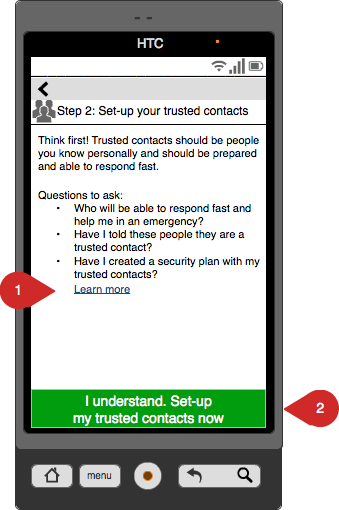 HTC
Step 2: Set-up your trusted contacts
Think first! Trusted contacts should be people
you know personally and should be prepared
and able to respond fast.
Questions to ask:
• Who will be able to respond fast and
help me in an emergency?
• Have I told these people they are a
trusted contact?
• Have I created a security plan with my
trusted contacts?
1
Learn more
I understand. Set-up
my trusted contacts now
2
menu